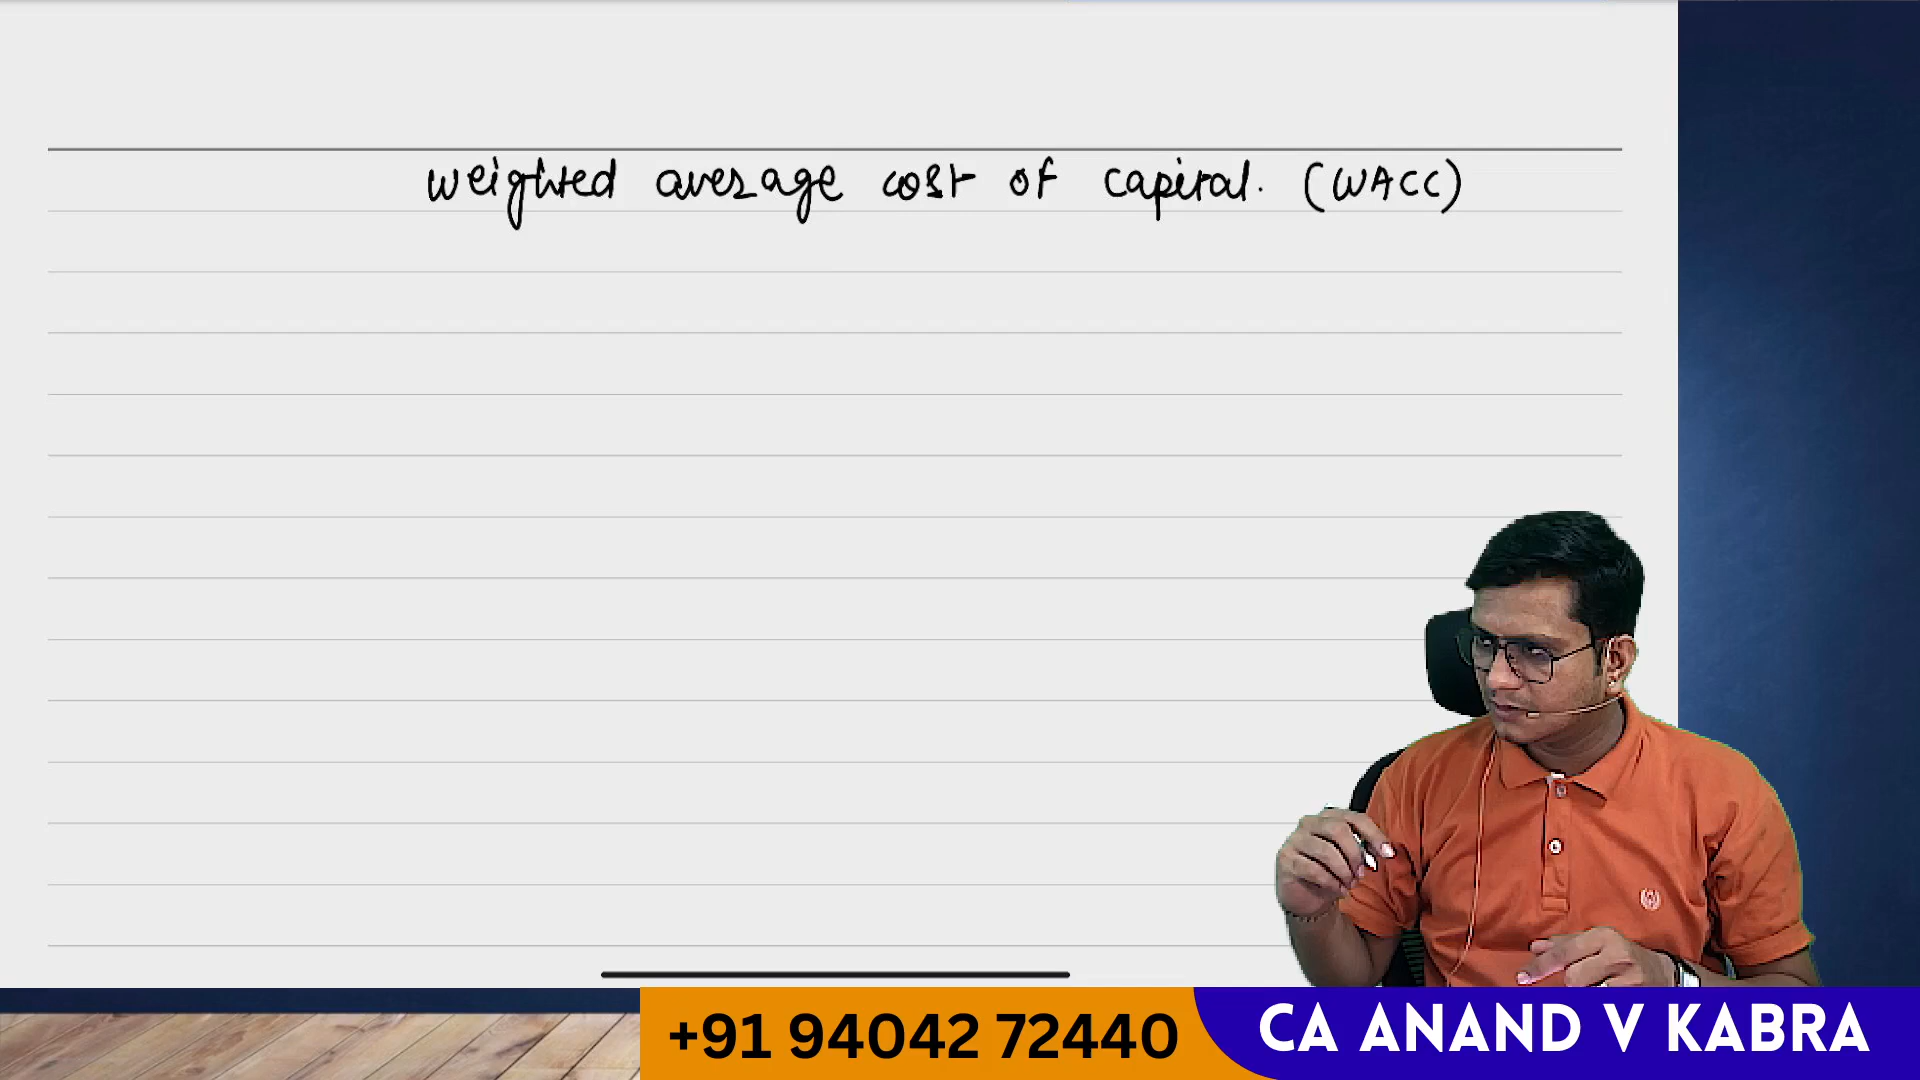 weighted average cost of capital. (WACC)
+91 94042 72440
CA ANAND V KABRA